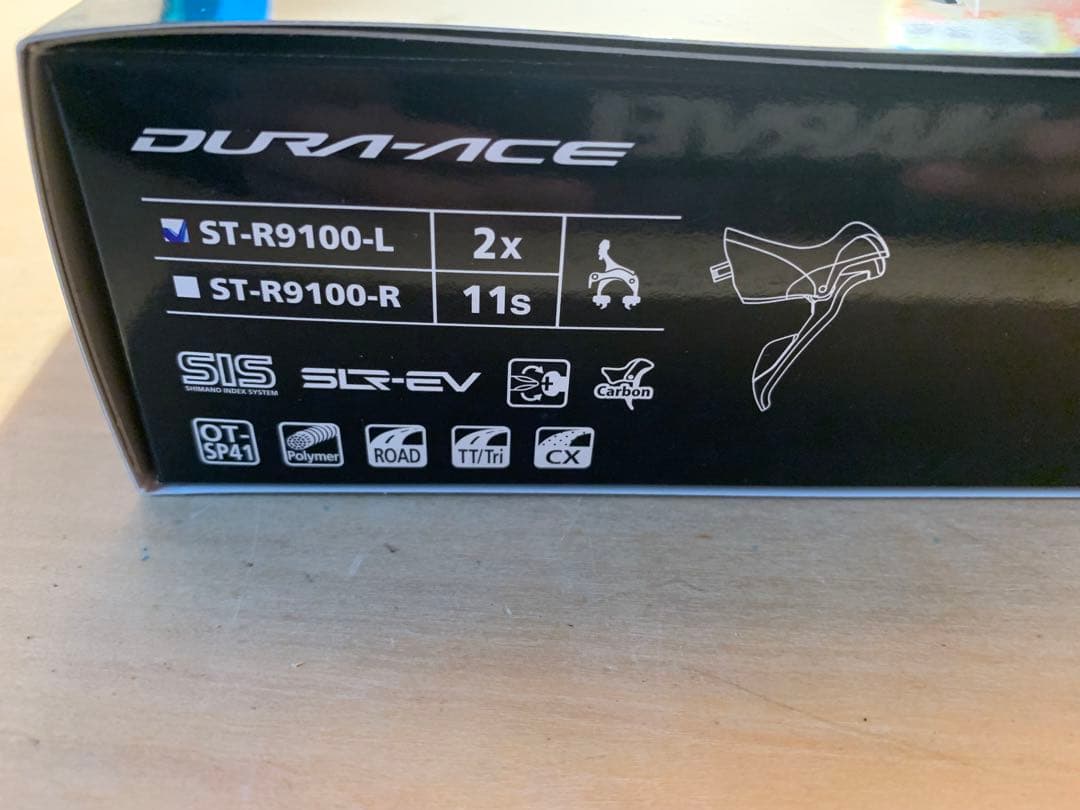 DURA-ACE
ST-R9100-L 2x
ST-R9100-R 11s
SIS SLR-EV Carbon
SHIMANO INDEX SYSTEM
OT-SP41 Polymer ROAD TT/Tri CX